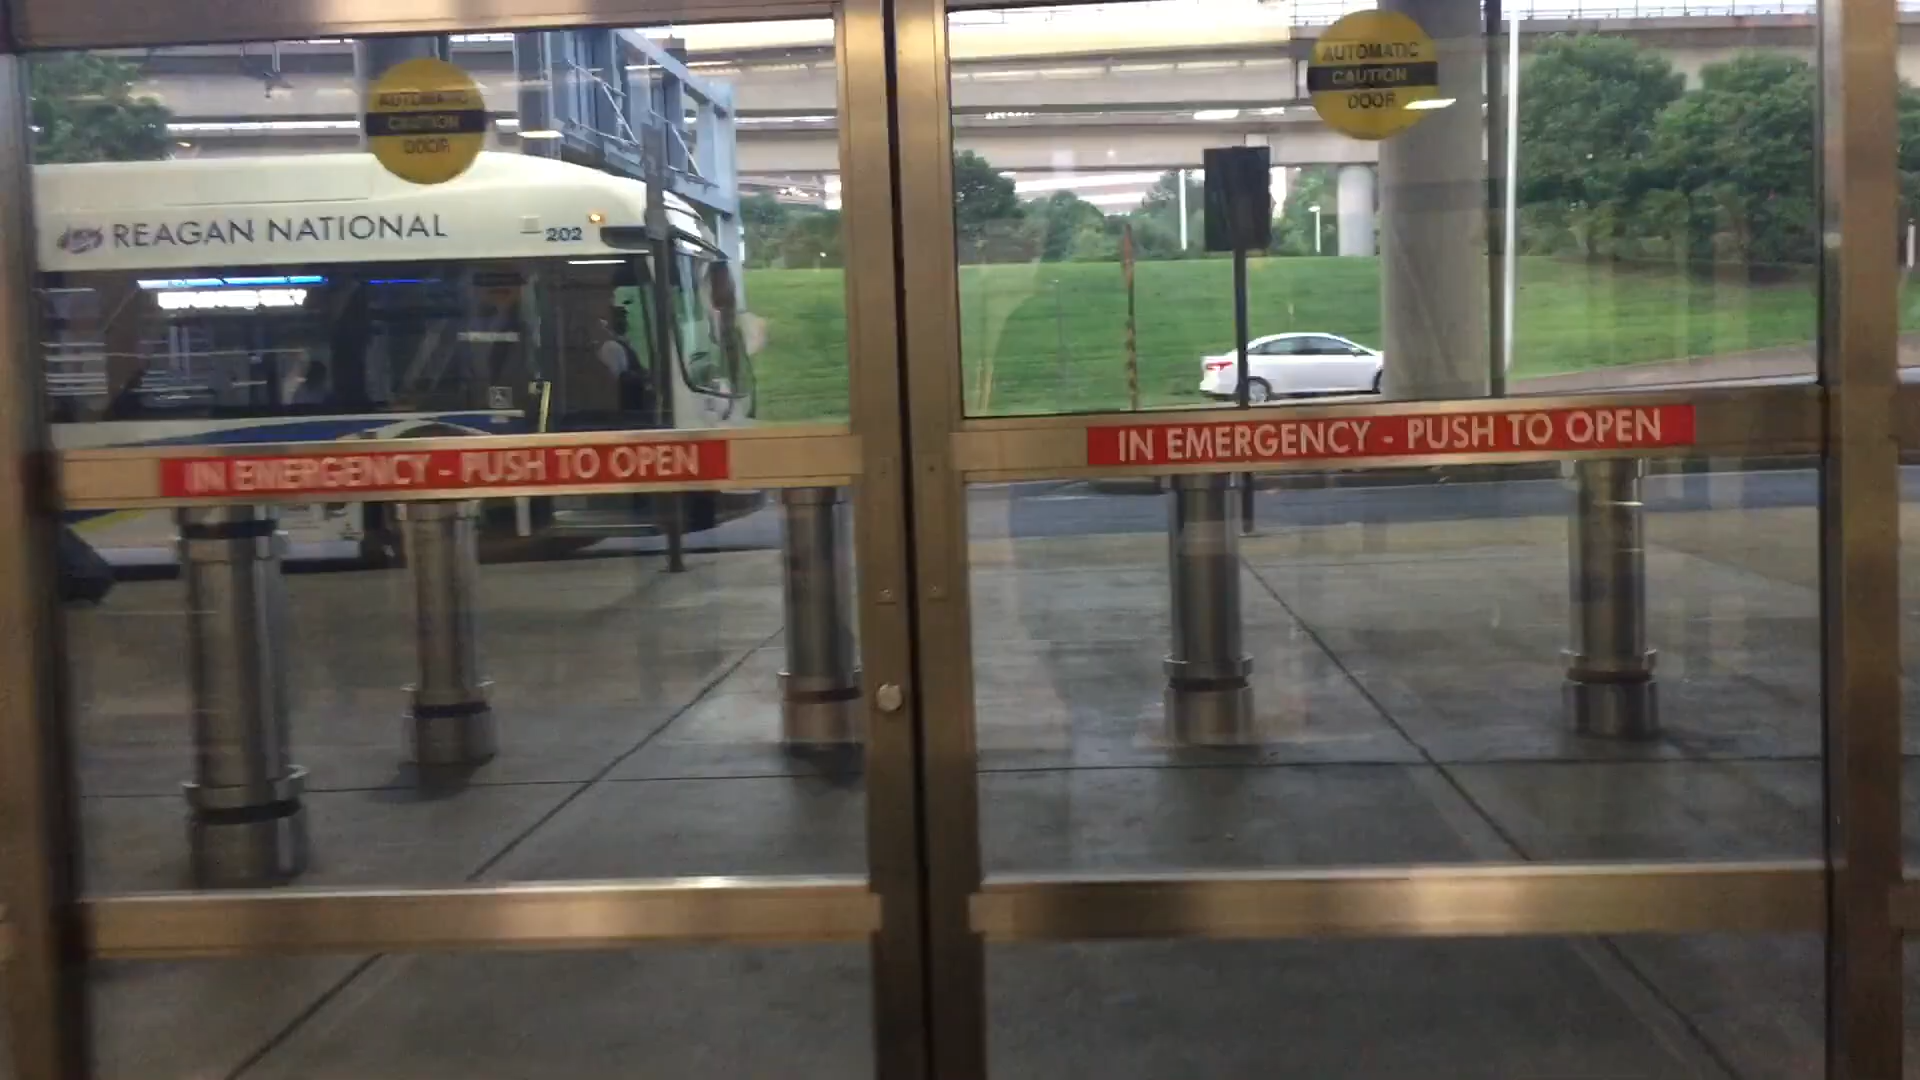 AUTOMATIC
CAUTION
DOOR
AUTOMATIC
CAUTION
DOOR
REAGAN NATIONAL
202
IN EMERGENCY - PUSH TO OPEN
IN EMERGENCY - PUSH TO OPEN